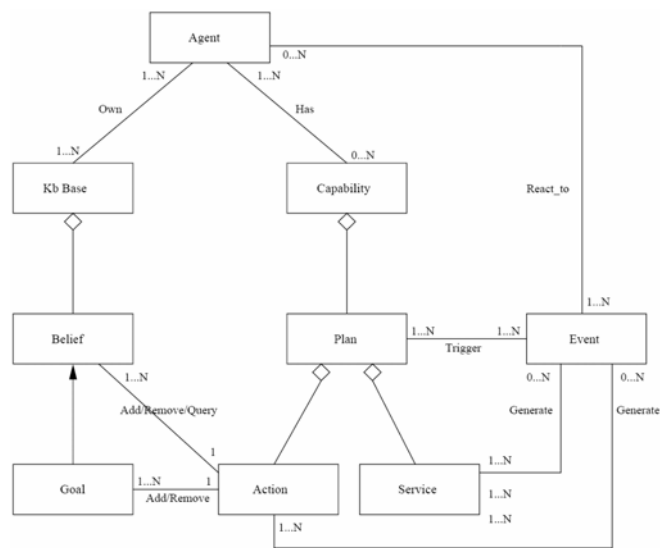 Agent
0...N
1...N
1...N
Own
Has
1...N
0...N
Kb Base
Capability
React_to
1...N
Belief
Plan
1...N
1...N
Event
Trigger
1...N
0...N
0...N
Add/Remove/Query
Generate
Generate
1
1...N
Goal
1...N
1
Action
Service
Add/Remove
1...N
1...N
1...N